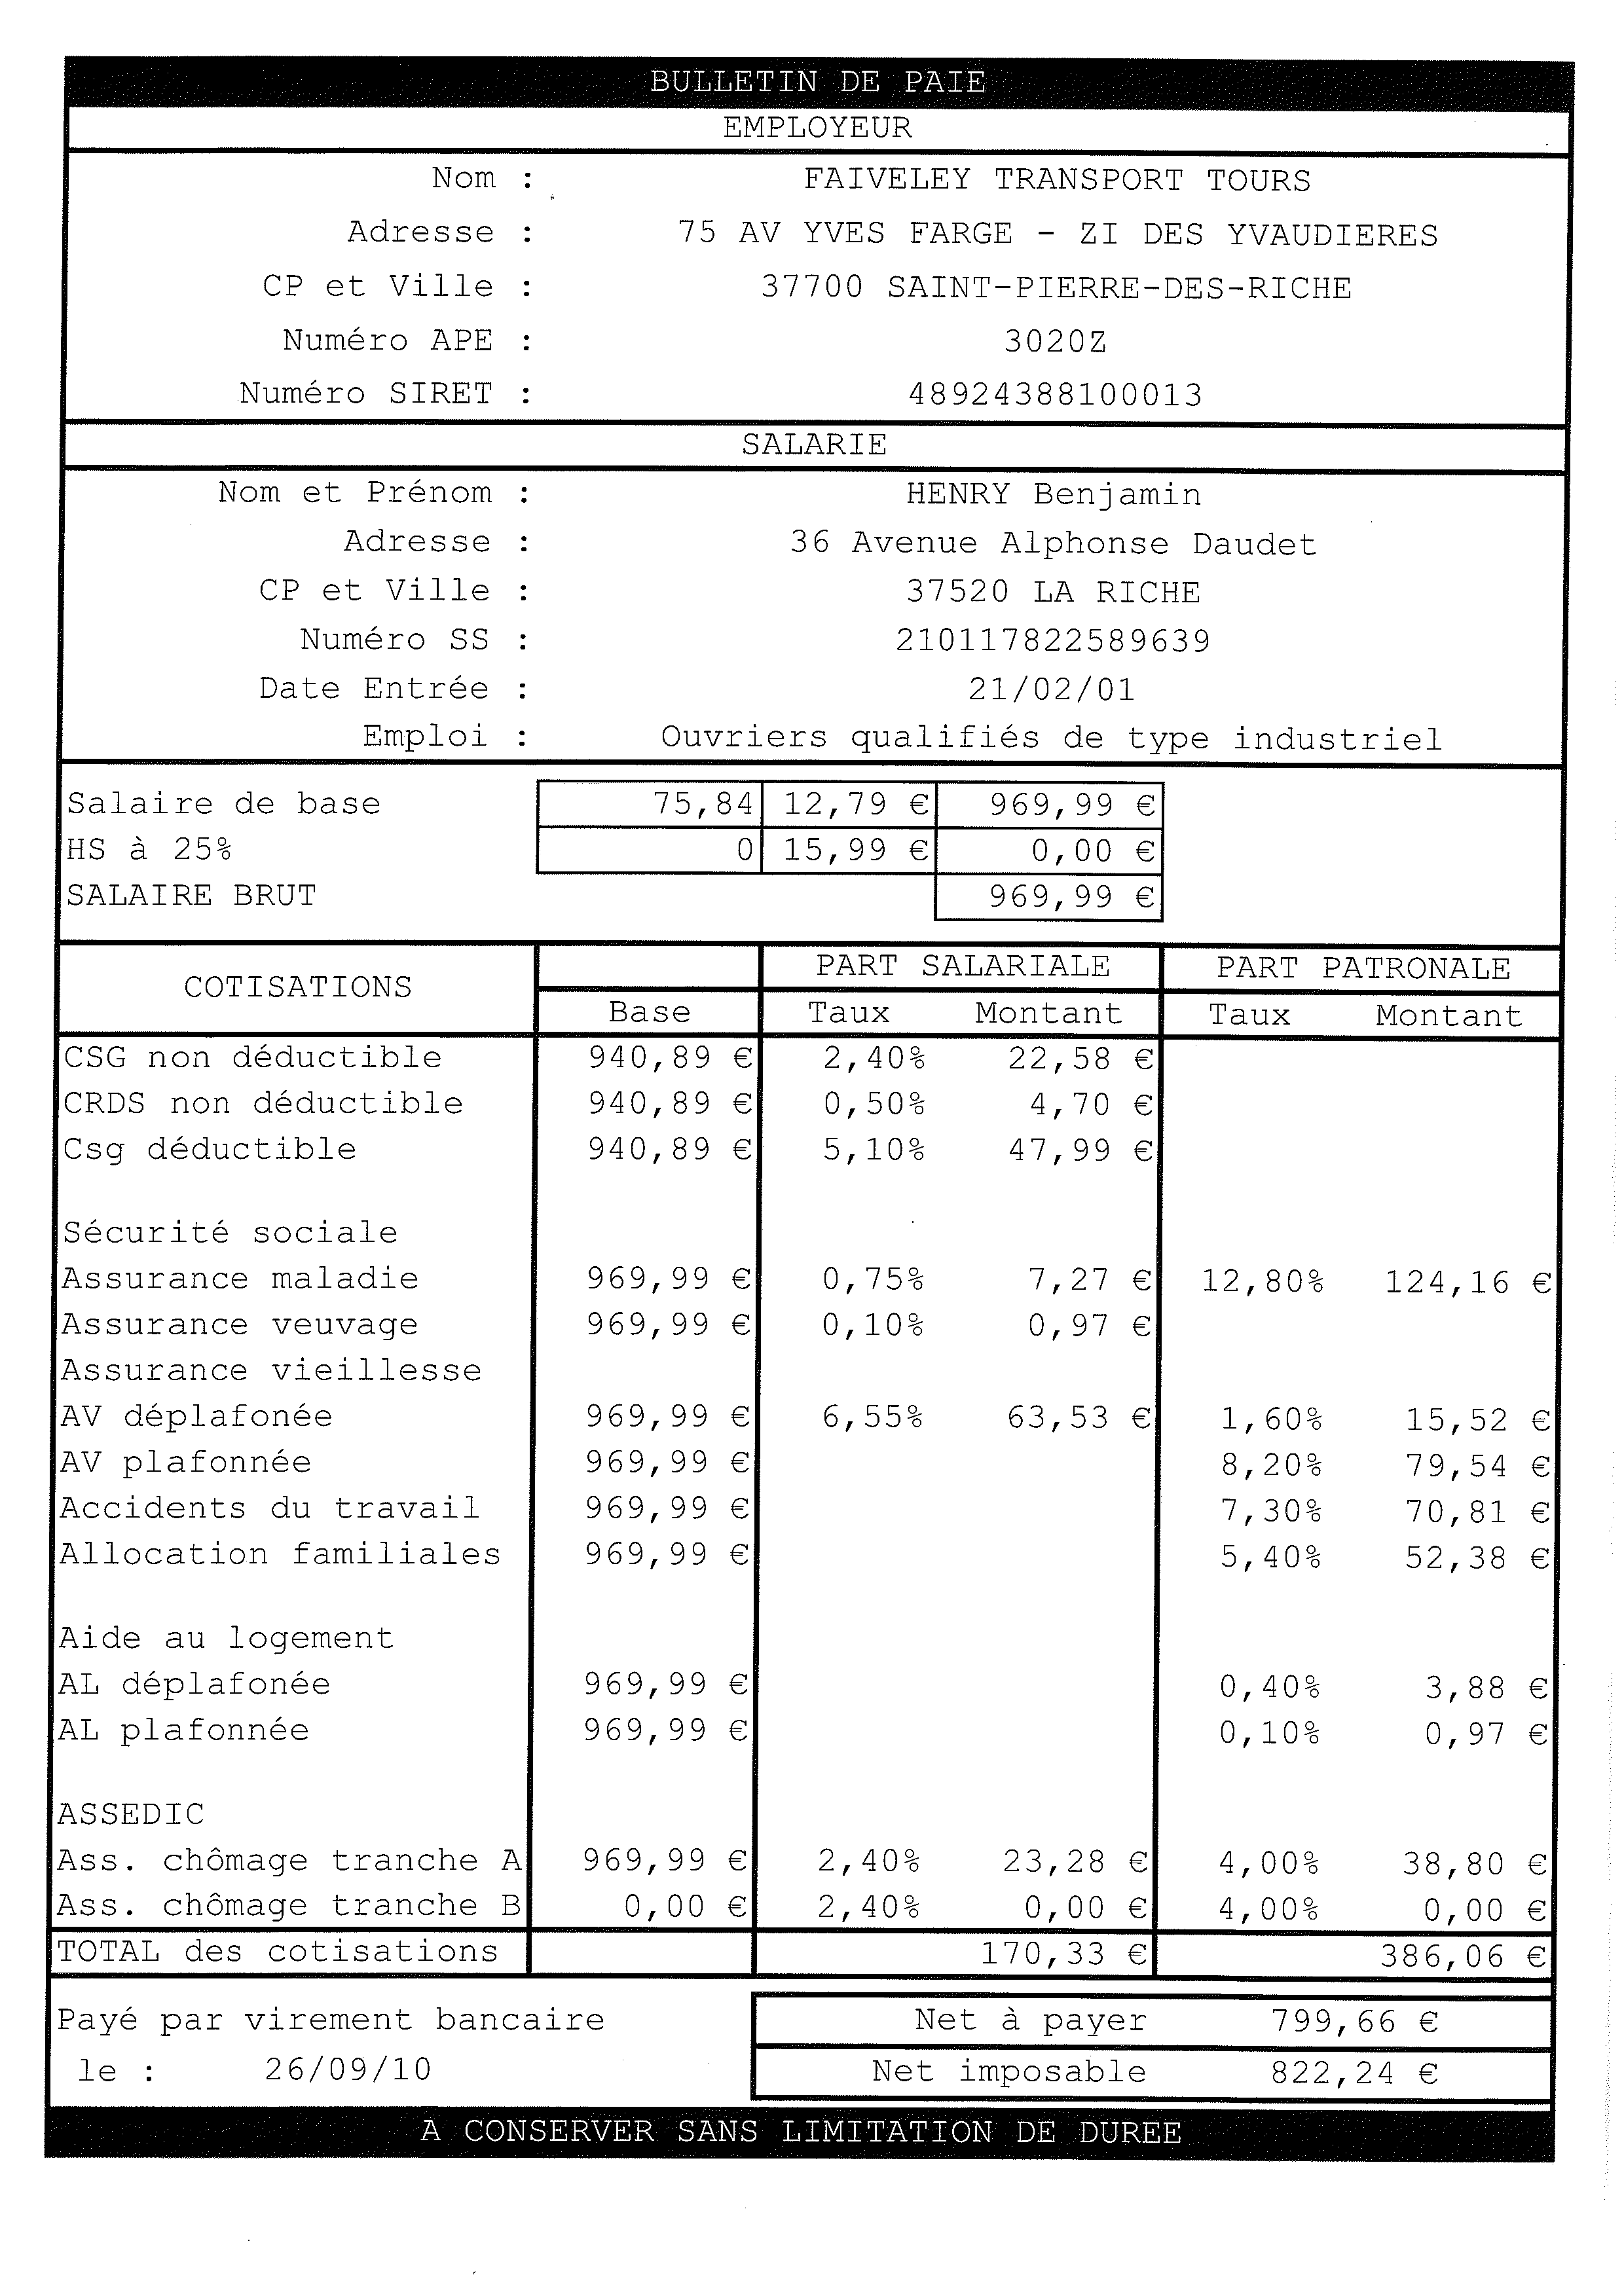 BULLETIN DE PAIE
EMPLOYEUR
Nom : FAIVELEY TRANSPORT TOURS
Adresse : 75 AV YVES FARGE - ZI DES YVAUDIERES
CP et Ville : 37700 SAINT-PIERRE-DES-RICHE
Numéro APE : 3020Z
Numéro SIRET : 48924388100013
SALARIE
Nom et Prénom : HENRY Benjamin
Adresse : 36 Avenue Alphonse Daudet
CP et Ville : 37520 LA RICHE
Numéro SS : 210117822589639
Date Entrée : 21/02/01
Emploi : Ouvriers qualifiés de type industriel
Salaire de base 75,84 12,79 € 969,99 €
HS à 25% 0 15,99 € 0,00 €
SALAIRE BRUT 969,99 €
COTISATIONS PART SALARIALE PART PATRONALE
Base Taux Montant Taux Montant
CSG non déductible 940,89 € 2,40% 22,58 €
CRDS non déductible 940,89 € 0,50% 4,70 €
Csg déductible 940,89 € 5,10% 47,99 €
Sécurité sociale
Assurance maladie 969,99 € 0,75% 7,27 € 12,80% 124,16 €
Assurance veuvage 969,99 € 0,10% 0,97 €
Assurance vieillesse
AV déplafonée 969,99 € 6,55% 63,53 € 1,60% 15,52 €
AV plafonnée 969,99 € 8,20% 79,54 €
Accidents du travail 969,99 € 7,30% 70,81 €
Allocation familiales 969,99 € 5,40% 52,38 €
Aide au logement
AL déplafonée 969,99 € 0,40% 3,88 €
AL plafonnée 969,99 € 0,10% 0,97 €
ASSEDIC
Ass. chômage tranche A 969,99 € 2,40% 23,28 € 4,00% 38,80 €
Ass. chômage tranche B 0,00 € 2,40% 0,00 € 4,00% 0,00 €
TOTAL des cotisations 170,33 € 386,06 €
Payé par virement bancaire Net à payer 799,66 €
le : 26/09/10 Net imposable 822,24 €
A CONSERVER SANS LIMITATION DE DUREE